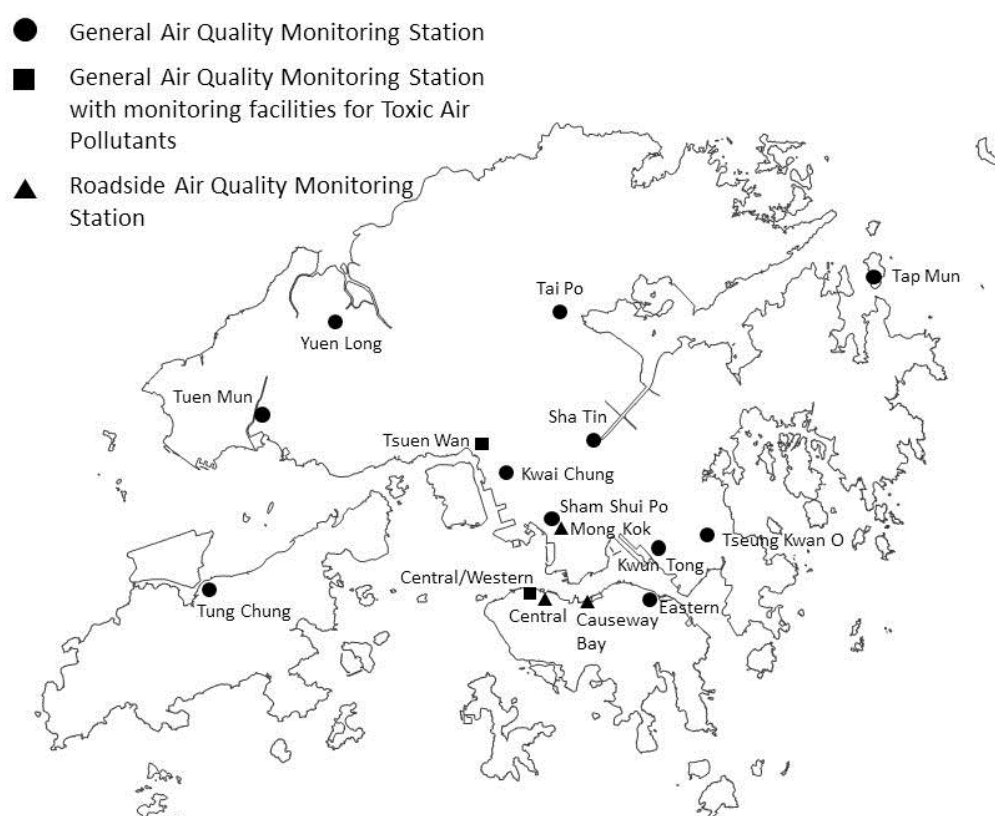 General Air Quality Monitoring Station
General Air Quality Monitoring Station
with monitoring facilities for Toxic Air
Pollutants
Roadside Air Quality Monitoring
Station
Tap Mun
Tai Po
Yuen Long
Tuen Mun
Sha Tin
Tsuen Wan
Kwai Chung
Sham Shui Po
Mong Kok
Tseung Kwan O
Kwun Tong
Central/Western
Tung Chung
Central
Eastern
Causeway
Bay